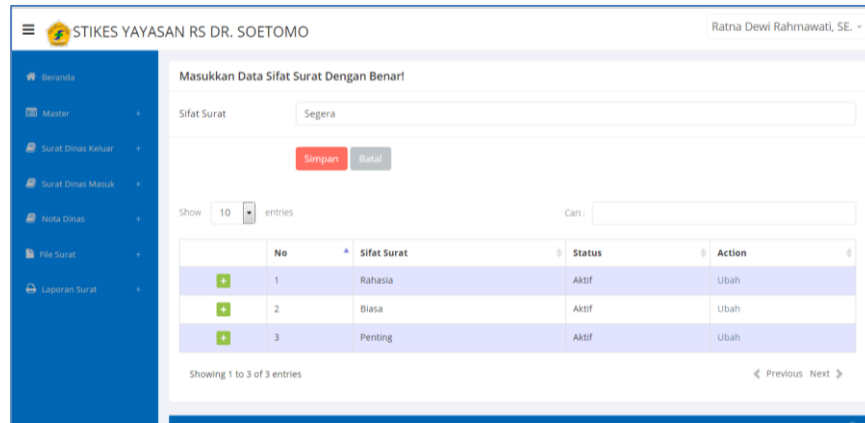 STIKES YAYASAN RS DR. SOETOMO
Ratna Dewi Rahmawati, SE.
Beranda
Master +
Surat Dinas Keluar +
Surat Dinas Masuk +
Nota Dinas +
File Surat +
Laporan Surat +
Masukkan Data Sifat Surat Dengan Benar!
Sifat Surat Segera
Simpan Batal
Show 10 entries Cari :
No Sifat Surat Status Action
1 Rahasia Aktif Ubah
2 Biasa Aktif Ubah
3 Penting Aktif Ubah
Showing 1 to 3 of 3 entries Previous Next